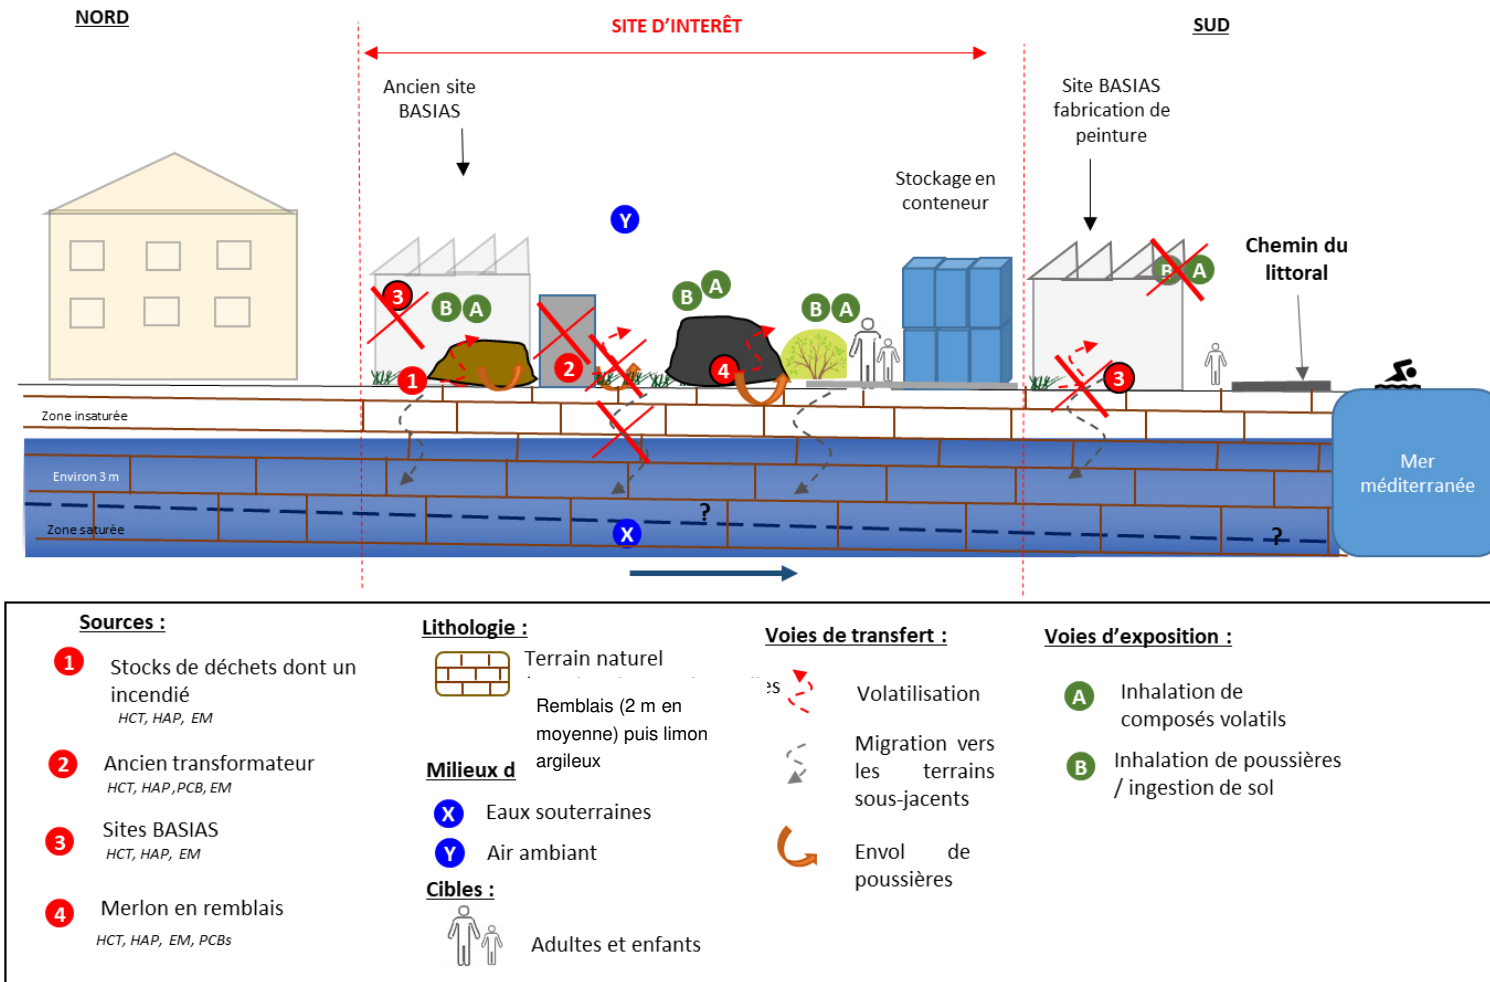 NORD
SITE D'INTERÊT
SUD
Ancien site
BASIAS
Site BASIAS
fabrication de
peinture
Stockage en
conteneur
Chemin du
littoral
Y
3
B A
B A
B A
B A
1
2
4
3
Zone insaturée
Environ 3 m
Zone saturée
?
?
X
Mer
méditerranée
Sources :
1 Stocks de déchets dont un
incendié
HCT, HAP, EM
2 Ancien transformateur
HCT, HAP ,PCB, EM
3 Sites BASIAS
HCT, HAP, EM
4 Merlon en remblais
HCT, HAP, EM, PCBs
Lithologie :
Terrain naturel
Remblais (2 m en
moyenne) puis limon
argileux
Milieux d
X Eaux souterraines
Y Air ambiant
Cibles :
Adultes et enfants
Voies de transfert :
Volatilisation
Migration vers
les terrains
sous-jacents
Envol de
poussières
Voies d'exposition :
A Inhalation de
composés volatils
B Inhalation de poussières
/ ingestion de sol